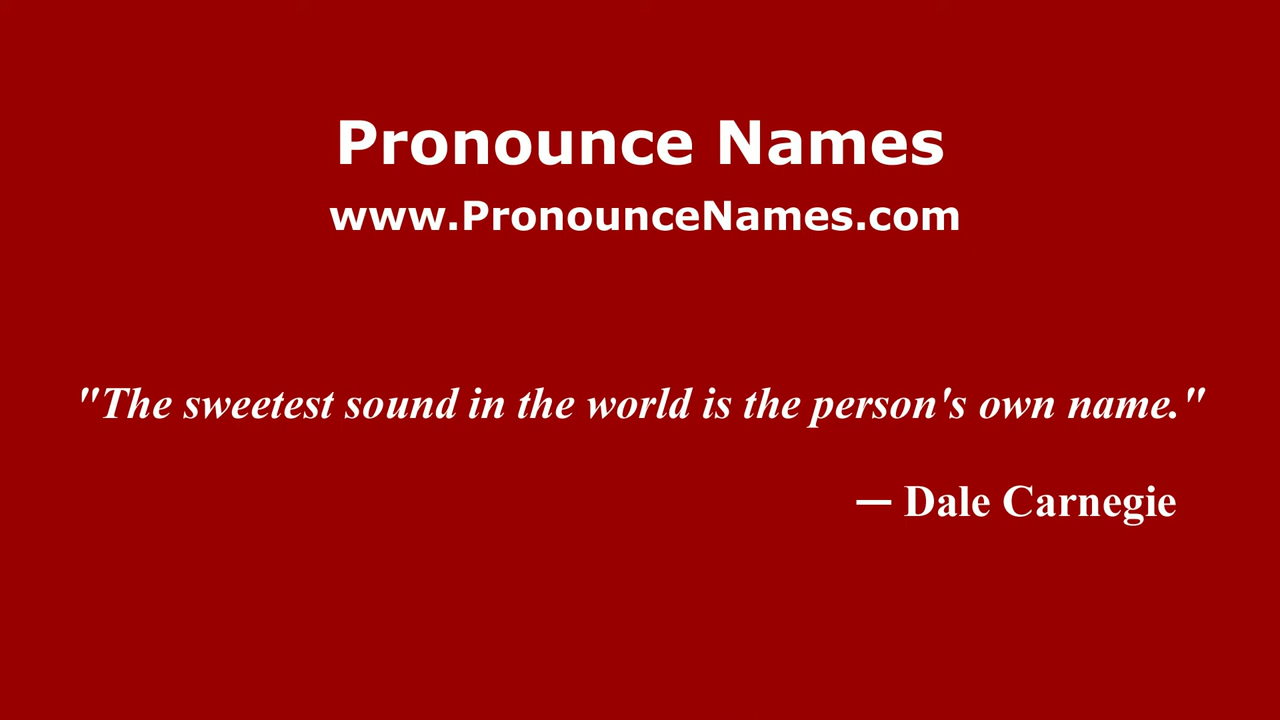 Pronounce Names
www.PronounceNames.com
"The sweetest sound in the world is the person's own name."
— Dale Carnegie